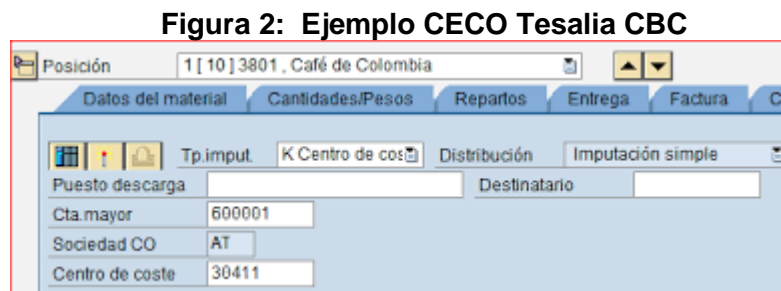 Figura 2: Ejemplo CECO Tesalia CBC
Posición 1 [ 10 ] 3801 , Café de Colombia
Datos del material Cantidades/Pesos Repartos Entrega Factura C
Tp.imput. K Centro de cos Distribución Imputación simple
Puesto descarga Destinatario
Cta.mayor 600001
Sociedad CO AT
Centro de coste 30411